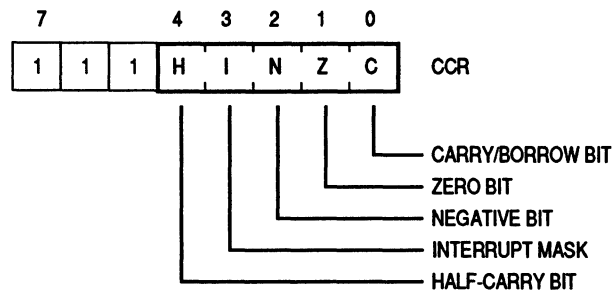 7 4 3 2 1 0
1 1 1 H I N Z C CCR
CARRY/BORROW BIT
ZERO BIT
NEGATIVE BIT
INTERRUPT MASK
HALF-CARRY BIT